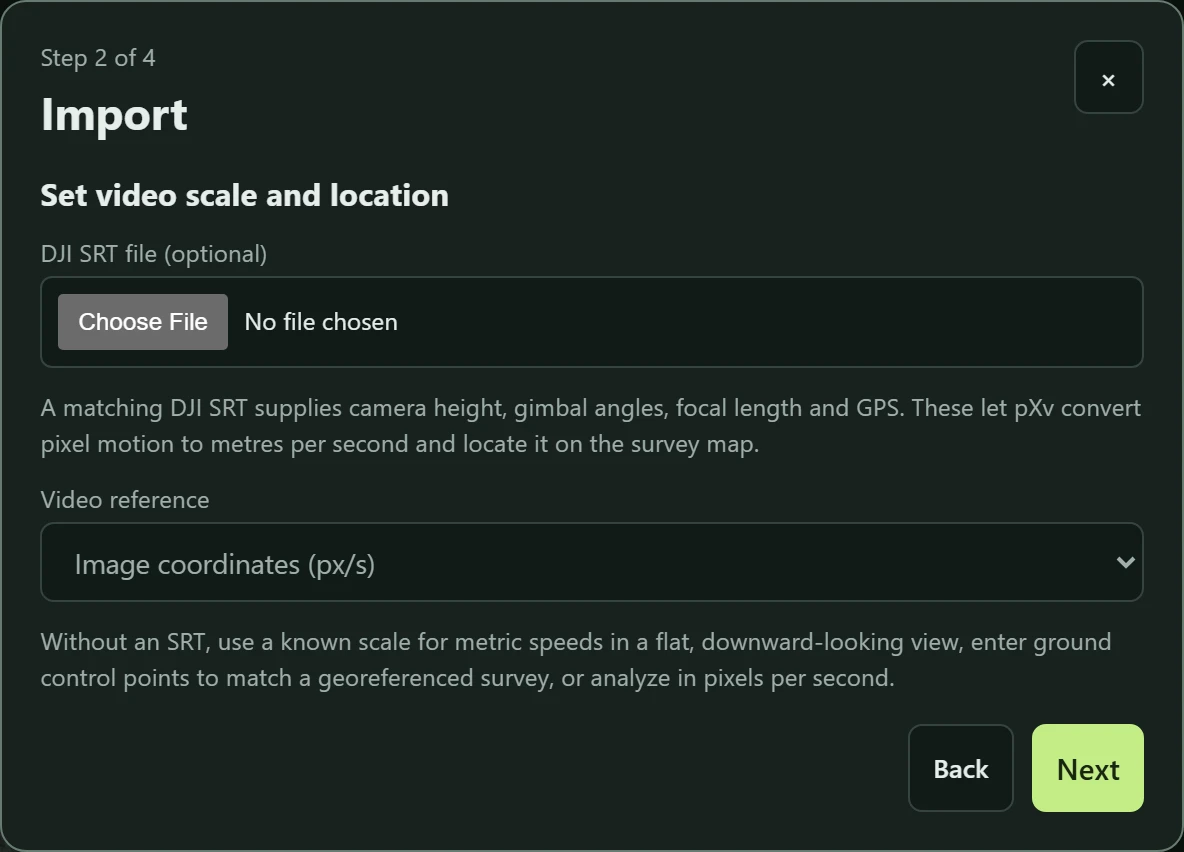 Step 2 of 4
×
Import
Set video scale and location
DJI SRT file (optional)
Choose File No file chosen
A matching DJI SRT supplies camera height, gimbal angles, focal length and GPS. These let pXv convert
pixel motion to metres per second and locate it on the survey map.
Video reference
Image coordinates (px/s)
Without an SRT, use a known scale for metric speeds in a flat, downward-looking view, enter ground
control points to match a georeferenced survey, or analyze in pixels per second.
Back Next